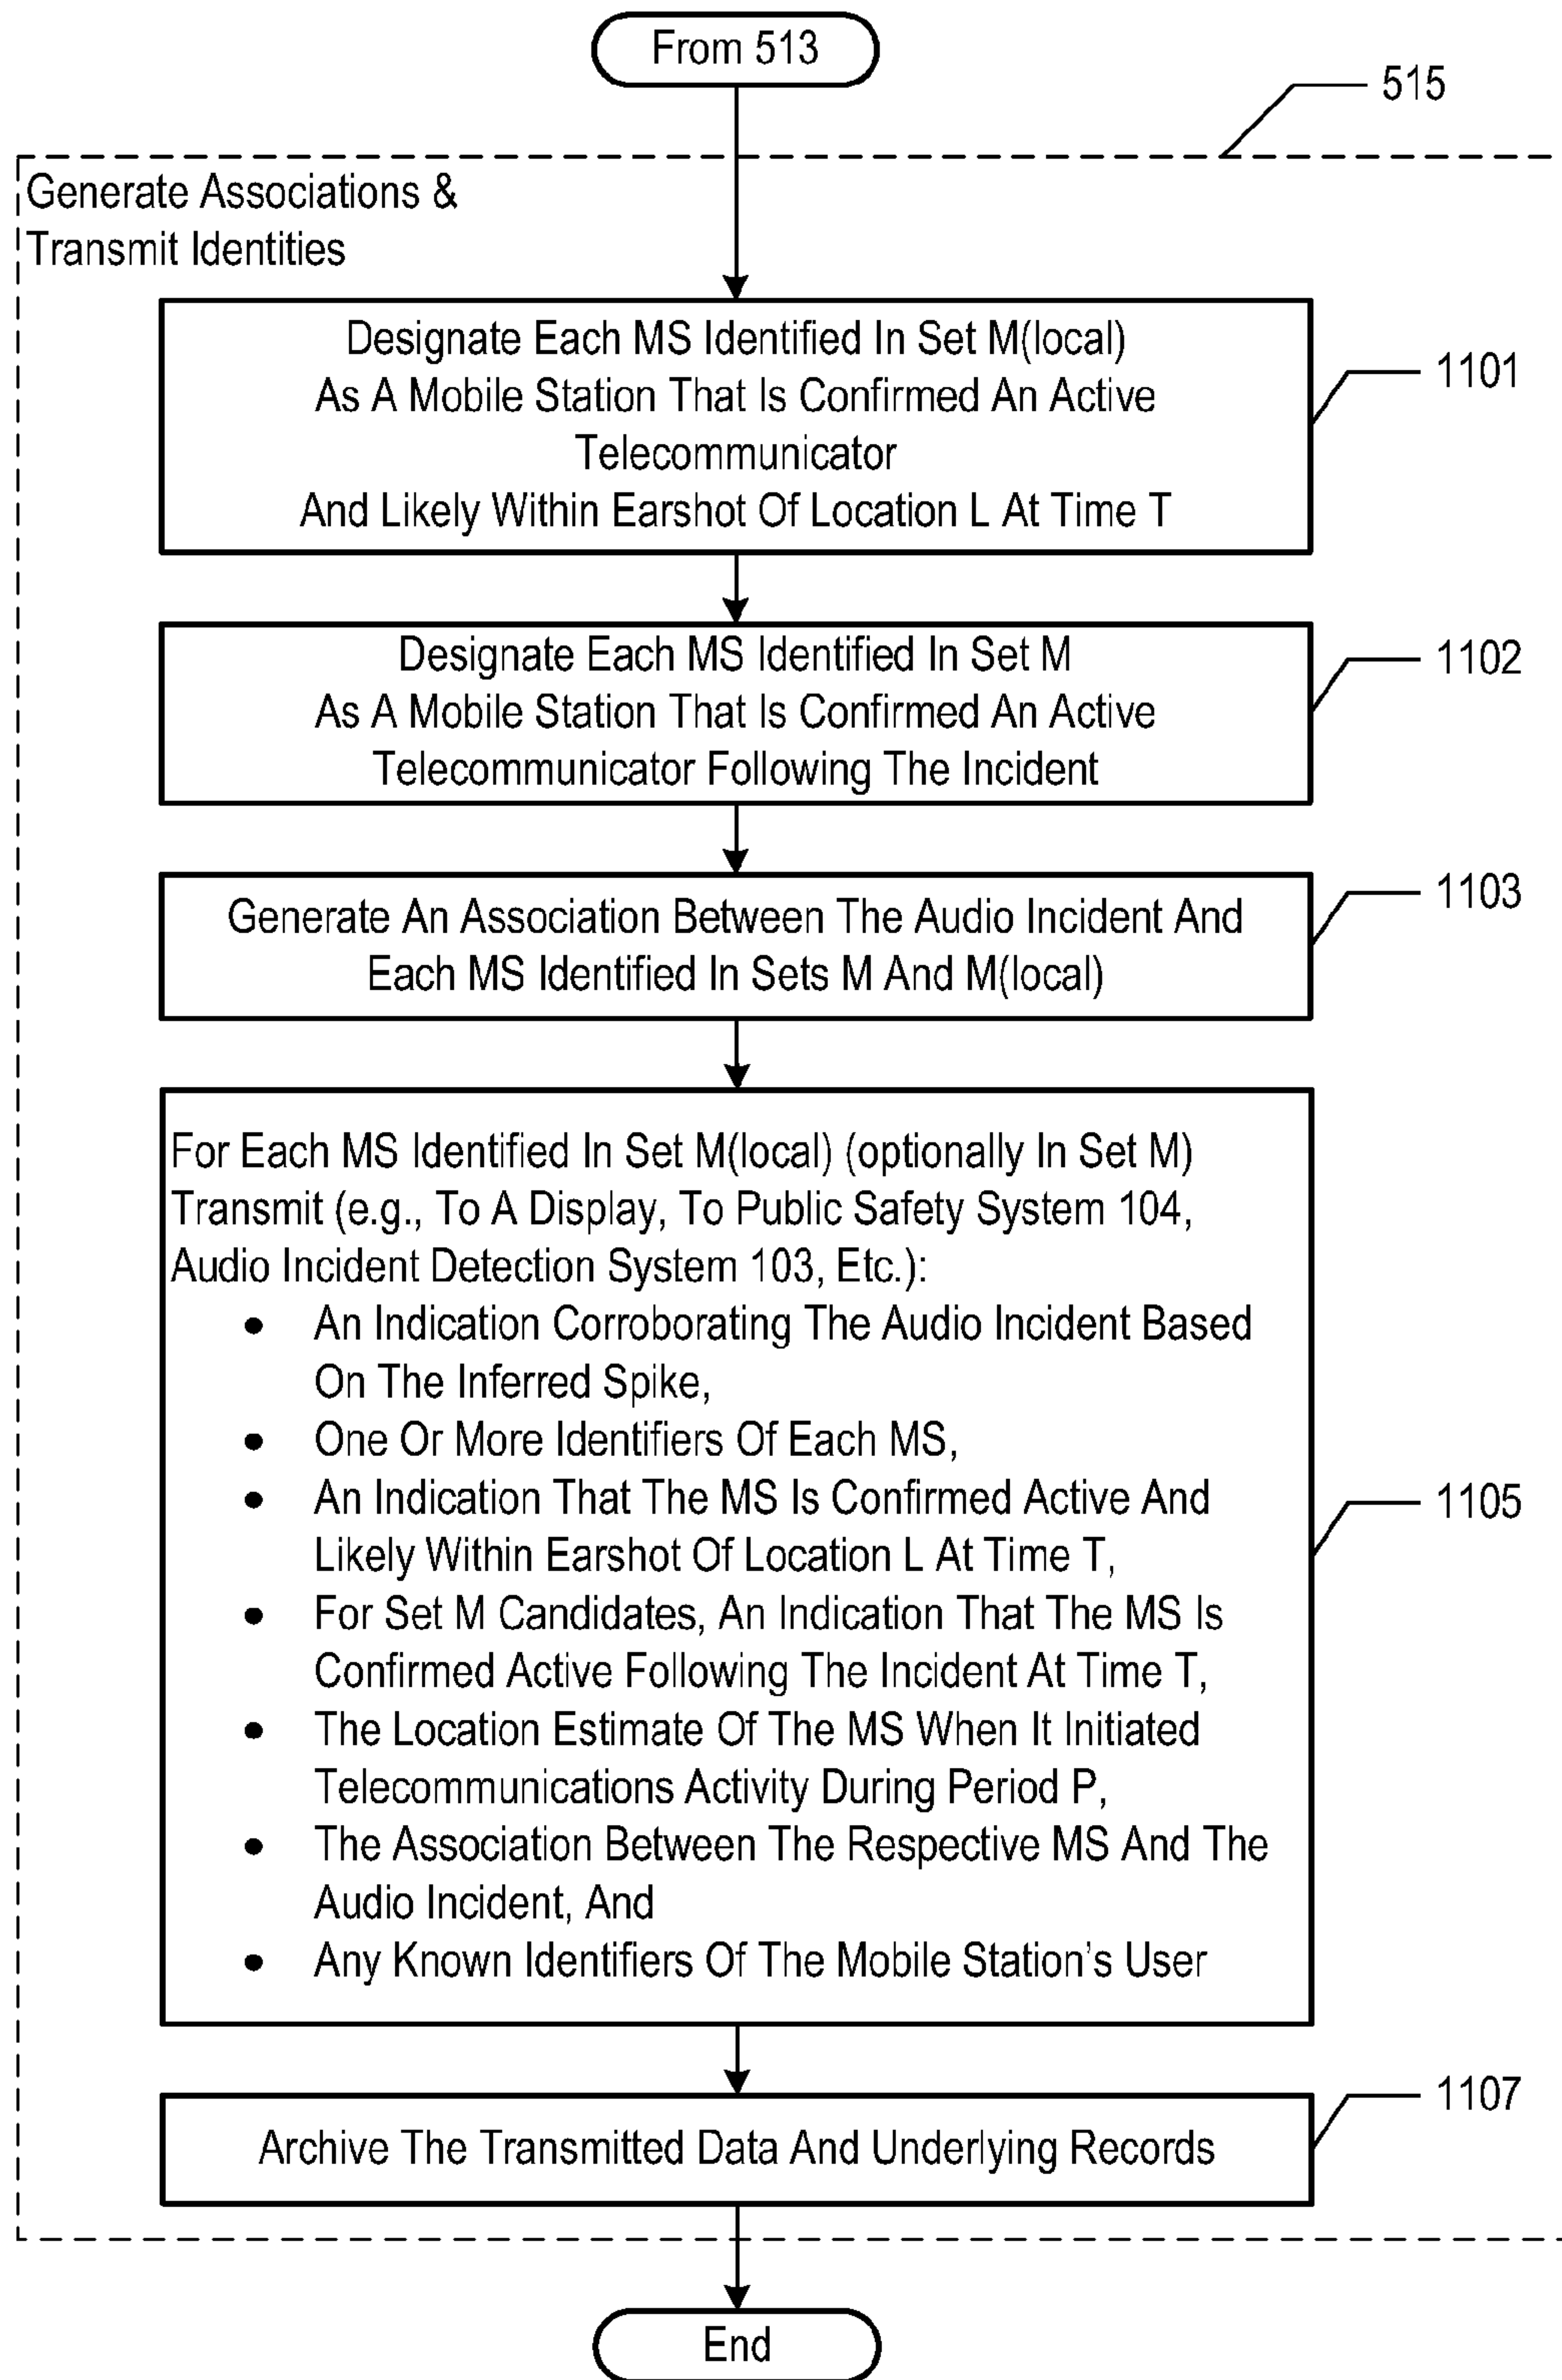 From 513
515
Generate Associations &
Transmit Identities
Designate Each MS Identified In Set M(local)
As A Mobile Station That Is Confirmed An Active
Telecommunicator
And Likely Within Earshot Of Location L At Time T
1101
Designate Each MS Identified In Set M
As A Mobile Station That Is Confirmed An Active
Telecommunicator Following The Incident
1102
Generate An Association Between The Audio Incident And
Each MS Identified In Sets M And M(local)
1103
For Each MS Identified In Set M(local) (optionally In Set M)
Transmit (e.g., To A Display, To Public Safety System 104,
Audio Incident Detection System 103, Etc.):
• An Indication Corroborating The Audio Incident Based
On The Inferred Spike,
• One Or More Identifiers Of Each MS,
• An Indication That The MS Is Confirmed Active And
Likely Within Earshot Of Location L At Time T,
• For Set M Candidates, An Indication That The MS Is
Confirmed Active Following The Incident At Time T,
• The Location Estimate Of The MS When It Initiated
Telecommunications Activity During Period P,
• The Association Between The Respective MS And The
Audio Incident, And
• Any Known Identifiers Of The Mobile Station's User
1105
Archive The Transmitted Data And Underlying Records
1107
End